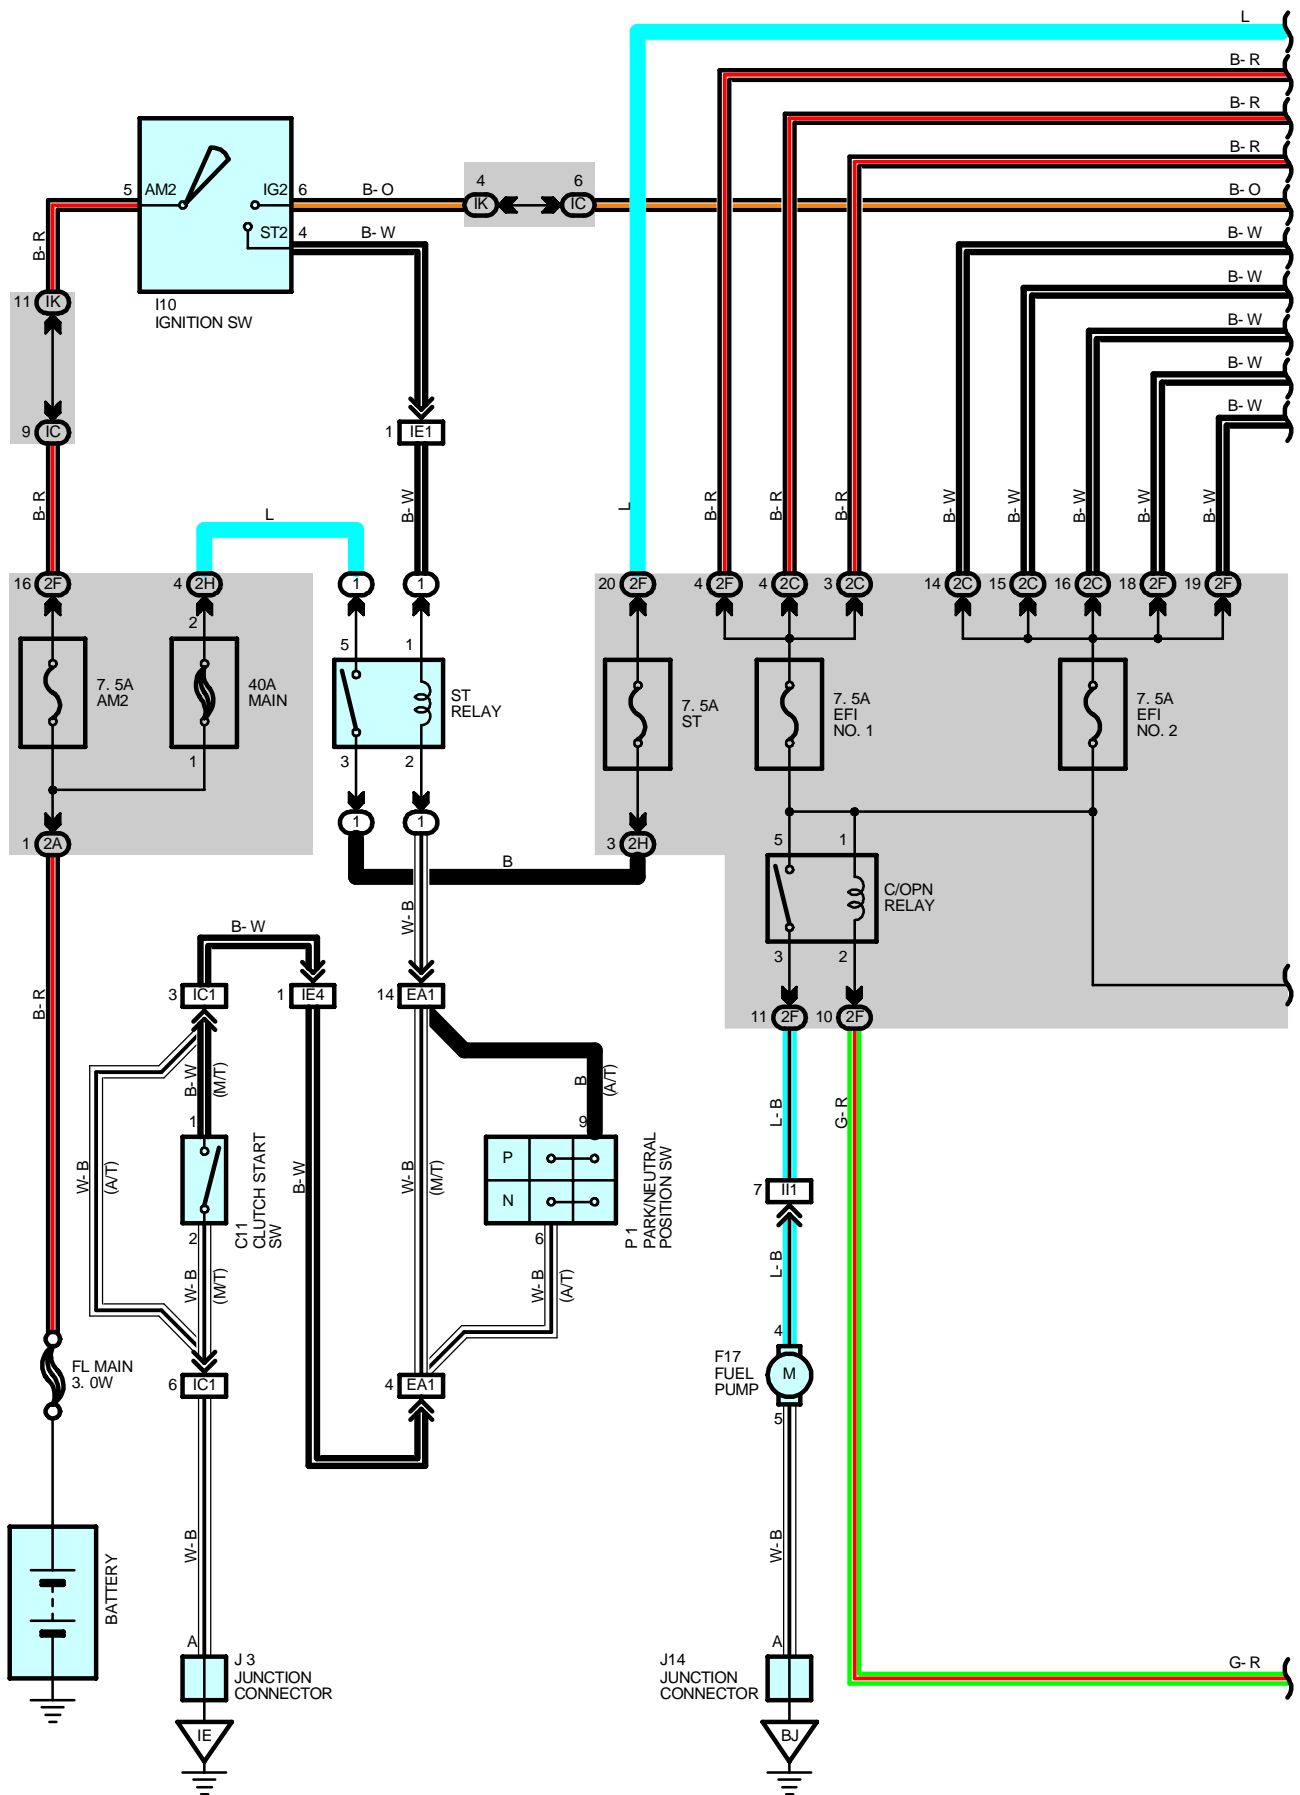 L
B-R
B-R
B-R
B-O
B-W
B-W
B-W
B-W
B-W
5 AM2 IG2 6 B-O 4 IK 6 IC
ST2 4 B-W
I10
IGNITION SW
B-R
11 IK
9 IC
1 IE1
B-R
L
B-W
L
B-R
B-R
B-R
B-W
B-W
B-W
B-W
B-W
16 2F
4 2H
1
1
20 2F
4 2F
4 2C
3 2C
14 2C
15 2C
16 2C
18 2F
19 2F
2
5
1
7. 5A
AM2
40A
MAIN
ST
RELAY
7. 5A
ST
7. 5A
EFI
NO. 1
7. 5A
EFI
NO. 2
1
3
2
1 2A
1
1
3 2H
B
5
1
C/OPN
RELAY
3
2
B-W
W-B
B-R
3 IC1
1 IE4
14 EA1
11 2F
10 2F
B-W
(M/T)
B
(A/T)
L-B
G-R
1
9
W-B
(A/T)
C11
CLUTCH START
SW
B-W
W-B
(M/T)
P
N
P 1
PARK/NEUTRAL
POSITION SW
7 II1
2
6
W-B
(M/T)
W-B
(A/T)
L-B
4
FL MAIN
3. 0W
6 IC1
4 EA1
F17
FUEL
PUMP
M
5
BATTERY
W-B
W-B
A
J 3
JUNCTION
CONNECTOR
A
J14
JUNCTION
CONNECTOR
G-R
IE
BJ